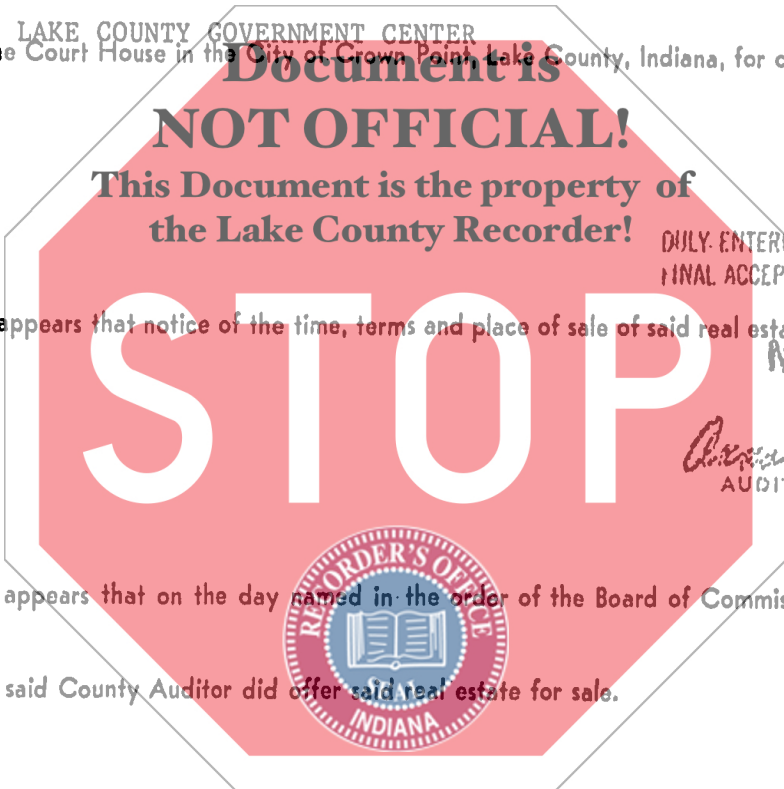 LAKE COUNTY GOVERNMENT CENTER
e Court House in the City of Crown Point, Lake County, Indiana, for c
Document is
NOT OFFICIAL!
This Document is the property of
the Lake County Recorder!
DULY ENTER
FINAL ACCEP
appears that notice of the time, terms and place of sale of said real esta
STOP
AUDIT
RECORDER'S OFFICE
appears that on the day named in the order of the Board of Commis
said County Auditor did offer said real estate for sale.
SEAL
INDIANA